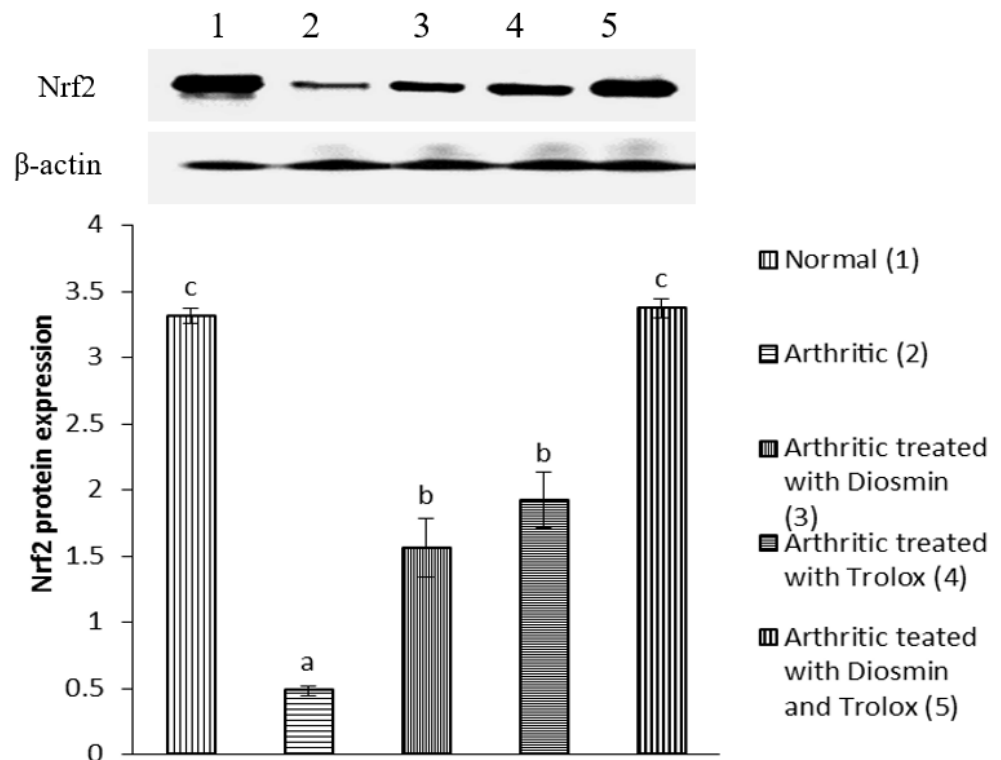 1 2 3 4 5
Nrf2
β-actin
4
3.5
3
2.5
2
1.5
1
0.5
0
Nrf2 protein expression
c
a
b
b
c
Normal (1)
Arthritic (2)
Arthritic treated
with Diosmin
(3)
Arthritic treated
with Trolox (4)
Arthritic teated
with Diosmin
and Trolox (5)